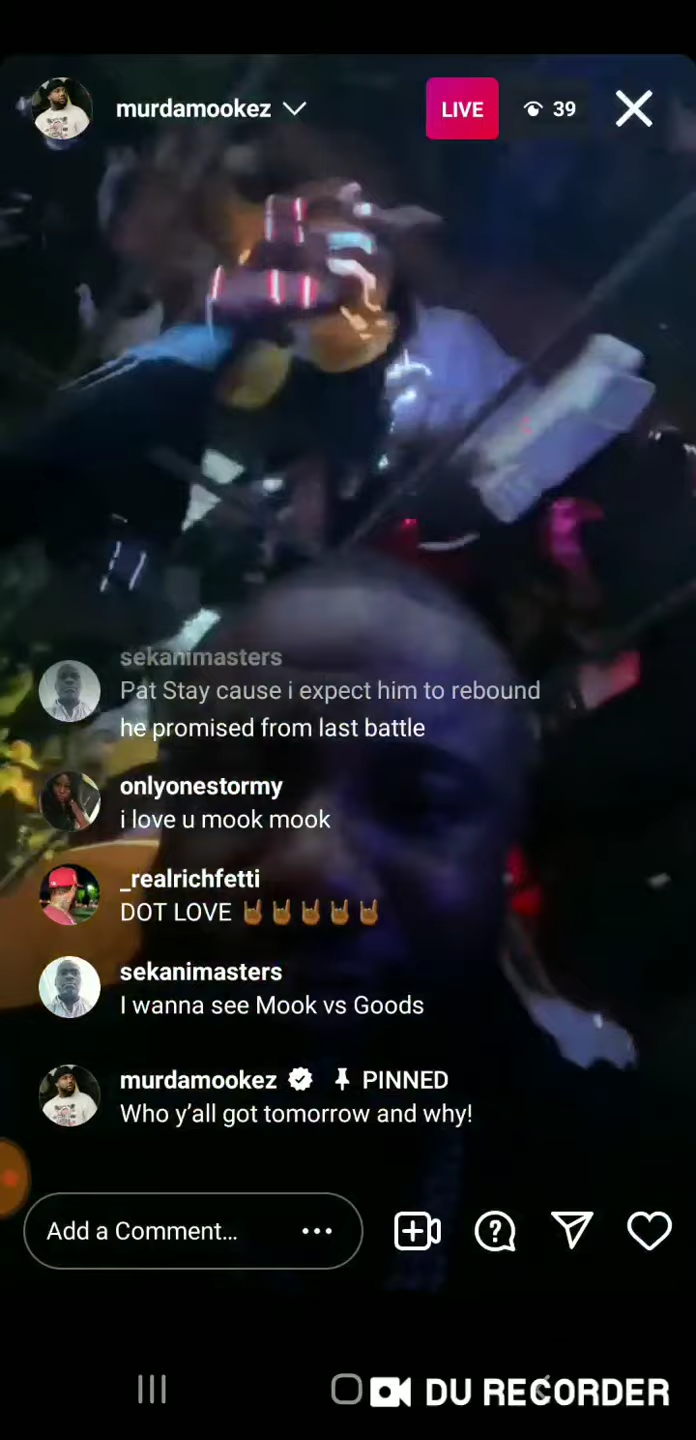 murdamookez
LIVE
39
sekanimasters
Pat Stay cause i expect him to rebound
he promised from last battle
onlyonestormy
i love u mook mook
_realrichfetti
DOT LOVE 🤘🏾🤘🏾🤘🏾🤘🏾🤘🏾
sekanimasters
I wanna see Mook vs Goods
murdamookez PINNED
Who y'all got tomorrow and why!
Add a Comment...
DU RECORDER